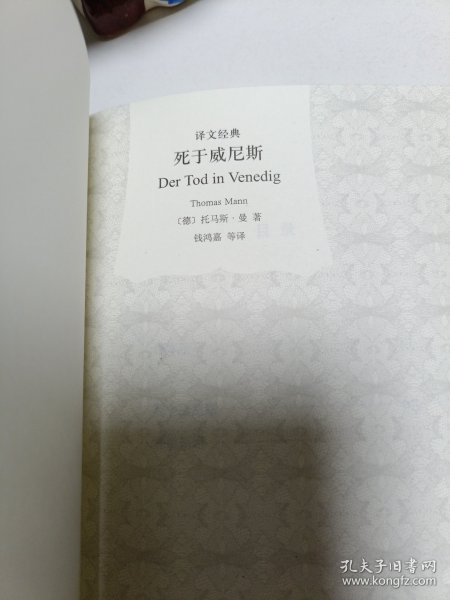 译文经典
死于威尼斯
Der Tod in Venedig
Thomas Mann
〔德〕托马斯·曼 著
钱鸿嘉 等译
孔夫子旧书网
www.kongfz.com